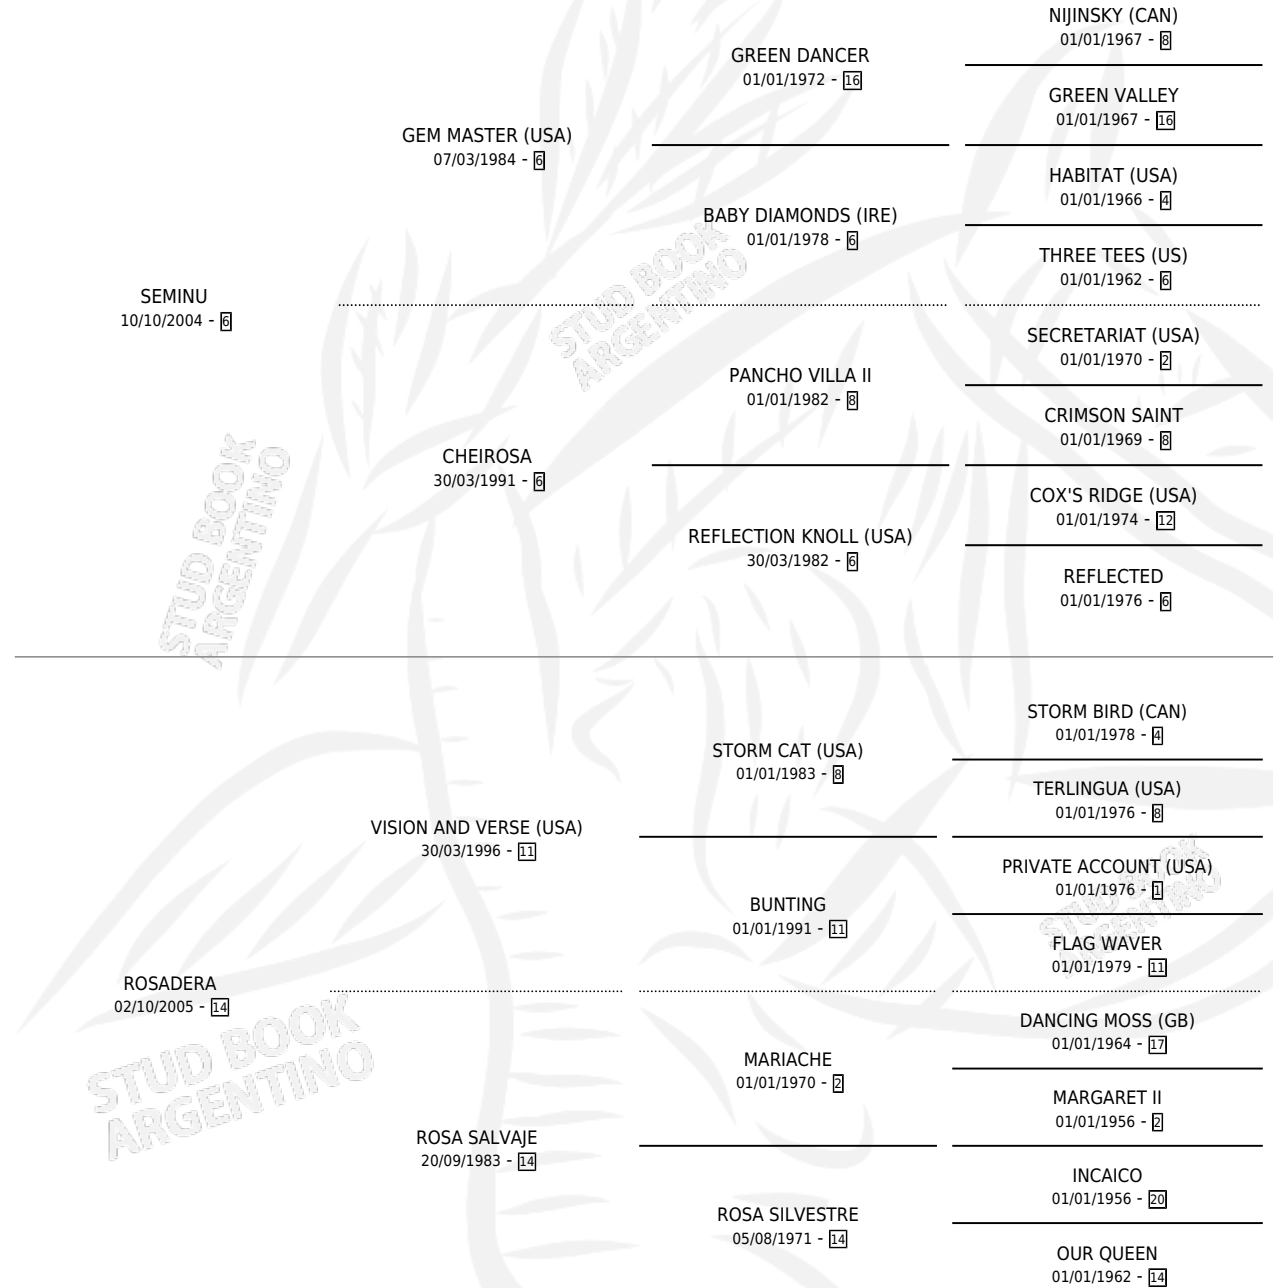 NIJINSKY (CAN)
01/01/1967 - 8
GREEN DANCER
01/01/1972 - 16
GREEN VALLEY
01/01/1967 - 16
GEM MASTER (USA)
07/03/1984 - 6
HABITAT (USA)
01/01/1966 - 4
BABY DIAMONDS (IRE)
01/01/1978 - 6
THREE TEES (US)
01/01/1962 - 6
SEMINU
10/10/2004 - 6
SECRETARIAT (USA)
01/01/1970 - 2
PANCHO VILLA II
01/01/1982 - 8
CRIMSON SAINT
01/01/1969 - 8
CHEIROSA
30/03/1991 - 6
COX'S RIDGE (USA)
01/01/1974 - 12
REFLECTION KNOLL (USA)
30/03/1982 - 6
REFLECTED
01/01/1976 - 6
STORM BIRD (CAN)
01/01/1978 - 4
STORM CAT (USA)
01/01/1983 - 8
TERLINGUA (USA)
01/01/1976 - 8
VISION AND VERSE (USA)
30/03/1996 - 11
PRIVATE ACCOUNT (USA)
01/01/1976 - 1
BUNTING
01/01/1991 - 11
FLAG WAVER
01/01/1979 - 11
ROSADERA
02/10/2005 - 14
DANCING MOSS (GB)
01/01/1964 - 17
MARIACHE
01/01/1970 - 2
MARGARET II
01/01/1956 - 2
ROSA SALVAJE
20/09/1983 - 14
INCAICO
01/01/1956 - 20
ROSA SILVESTRE
05/08/1971 - 14
OUR QUEEN
01/01/1962 - 14
STUD BOOK
ARGENTINO
STUD BOOK
ARGENTINO
STUD BOOK
ARGENTINO
STUD BOOK
ARGENTINO